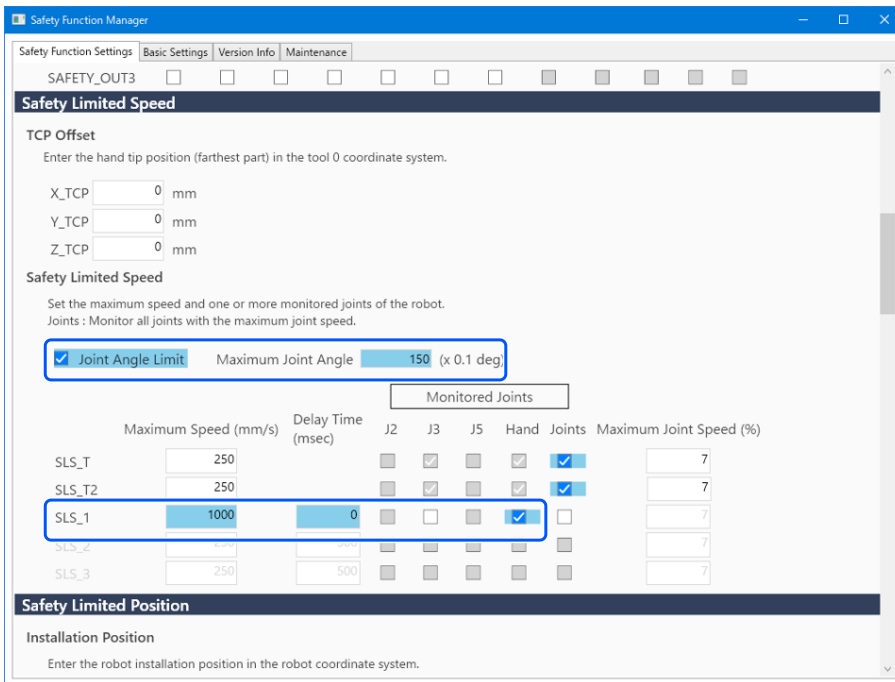 Safety Function Manager
Safety Function Settings Basic Settings Version Info Maintenance
SAFETY_OUT3
Safety Limited Speed
TCP Offset
Enter the hand tip position (farthest part) in the tool 0 coordinate system.
X_TCP 0 mm
Y_TCP 0 mm
Z_TCP 0 mm
Safety Limited Speed
Set the maximum speed and one or more monitored joints of the robot.
Joints : Monitor all joints with the maximum joint speed.
Joint Angle Limit Maximum Joint Angle 150 (x 0.1 deg)
Monitored Joints
Maximum Speed (mm/s) Delay Time (msec) J2 J3 J5 Hand Joints Maximum Joint Speed (%)
SLS_T 250 7
SLS_T2 250 7
SLS_1 1000 0 7
SLS_2 250 500 7
SLS_3 250 500 7
Safety Limited Position
Installation Position
Enter the robot installation position in the robot coordinate system.